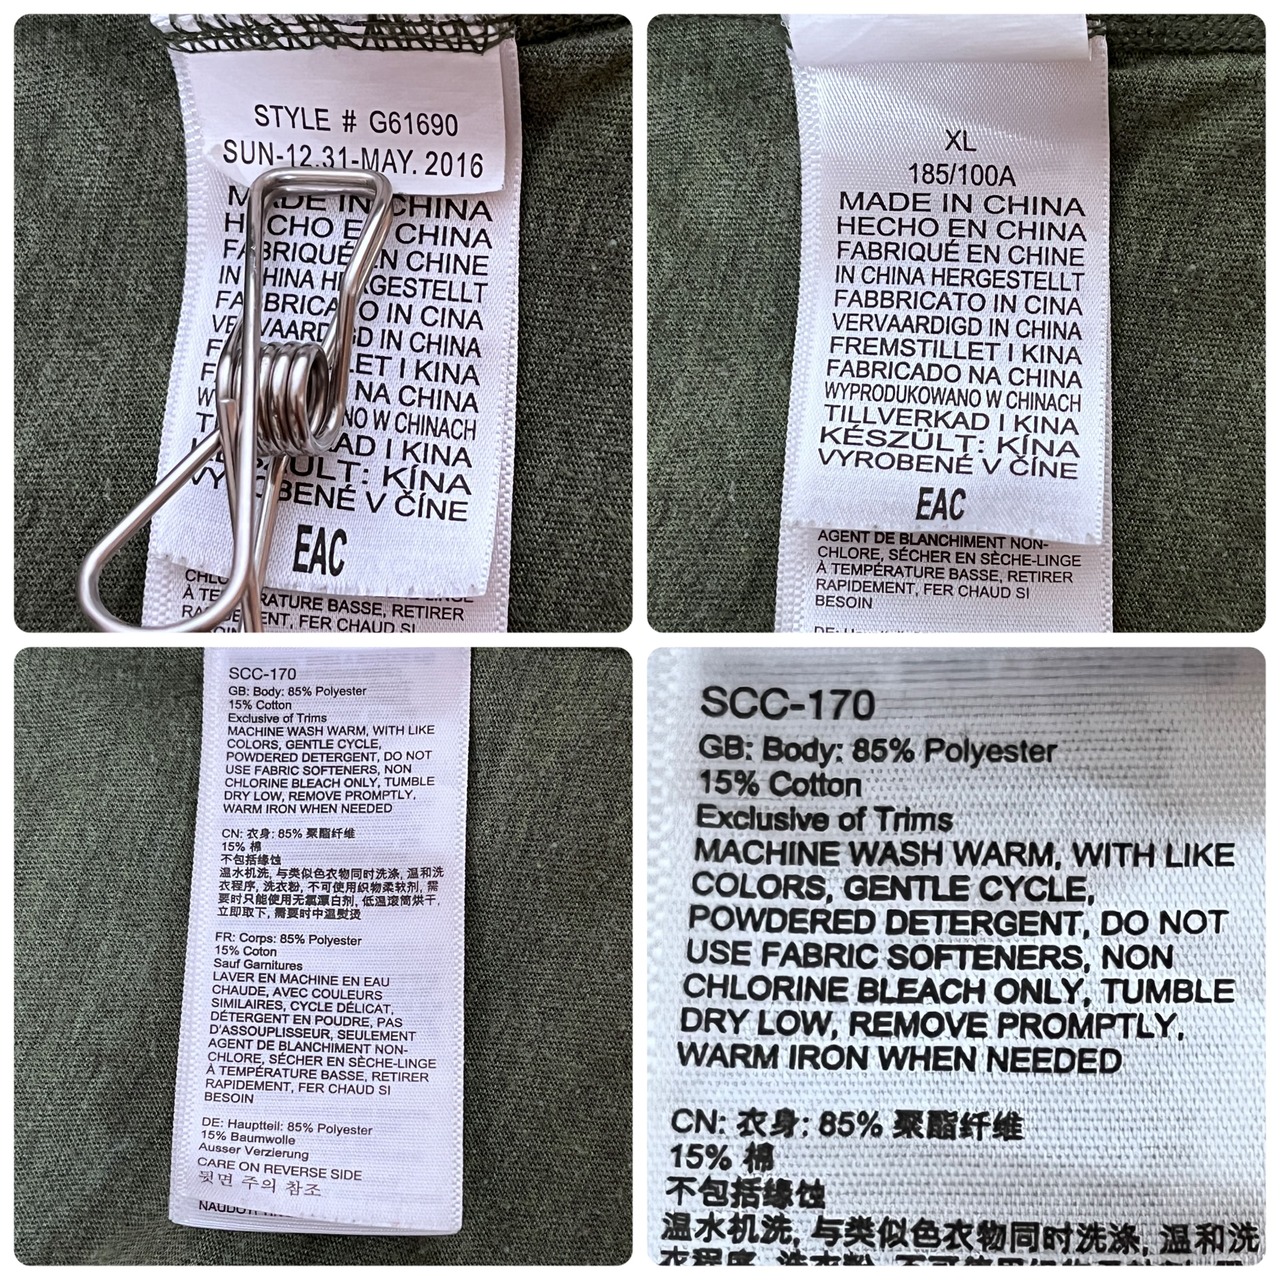 STYLE # G61690
SUN-12.31-MAY. 2016
MADE IN CHINA
HECHO EN CHINA
FABRIQUÉ EN CHINE
IN CHINA HERGESTELLT
FABBRICATO IN CINA
VERVAARDIGD IN CHINA
KINA
NA CHINA
W CHINACH
I KINA
KÍNA
V ČÍNE
EAC
TEMPÉRATURE BASSE, RETIRER
FER CHAUD SI
XL
185/100A
MADE IN CHINA
HECHO EN CHINA
FABRIQUÉ EN CHINE
IN CHINA HERGESTELLT
FABBRICATO IN CINA
VERVAARDIGD IN CHINA
FREMSTILLET I KINA
FABRICADO NA CHINA
WYPRODUKOWANO W CHINACH
TILLVERKAD I KINA
KÉSZÜLT: KÍNA
VYROBENÉ V ČÍNE
EAC
AGENT DE BLANCHIMENT NON-
CHLORE, SÉCHER EN SÈCHE-LINGE
À TEMPÉRATURE BASSE, RETIRER
RAPIDEMENT, FER CHAUD SI
BESOIN
SCC-170
GB: Body: 85% Polyester
15% Cotton
Exclusive of Trims
MACHINE WASH WARM, WITH LIKE
COLORS, GENTLE CYCLE,
POWDERED DETERGENT, DO NOT
USE FABRIC SOFTENERS, NON
CHLORINE BLEACH ONLY, TUMBLE
DRY LOW, REMOVE PROMPTLY,
WARM IRON WHEN NEEDED
CN: 衣身: 85% 聚酯纤维
15% 棉
不包括缘蚀
温水机洗, 与类似色衣物同时洗涤, 温和洗
衣程序, 洗衣粉, 不可使用织物柔软剂, 需
要时只能使用无氯漂白剂, 低温滚筒烘干,
立即取下, 需要时中温熨烫
FR: Corps: 85% Polyester
15% Coton
Sauf Garnitures
LAVER EN MACHINE EN EAU
CHAUDE, AVEC COULEURS
SIMILAIRES, CYCLE DÉLICAT,
DÉTERGENT EN POUDRE, PAS
D'ASSOUPLISSEUR, SEULEMENT
AGENT DE BLANCHIMENT NON-
CHLORE, SÉCHER EN SÈCHE-LINGE
À TEMPÉRATURE BASSE, RETIRER
RAPIDEMENT, FER CHAUD SI
BESOIN
DE: Hauptteil: 85% Polyester
15% Baumwolle
Ausser Verzierung
CARE ON REVERSE SIDE
뒷면 주의 참조
SCC-170
GB: Body: 85% Polyester
15% Cotton
Exclusive of Trims
MACHINE WASH WARM, WITH LIKE
COLORS, GENTLE CYCLE,
POWDERED DETERGENT, DO NOT
USE FABRIC SOFTENERS, NON
CHLORINE BLEACH ONLY, TUMBLE
DRY LOW, REMOVE PROMPTLY,
WARM IRON WHEN NEEDED
CN: 衣身: 85% 聚酯纤维
15% 棉
不包括缘蚀
温水机洗, 与类似色衣物同时洗涤, 温和洗